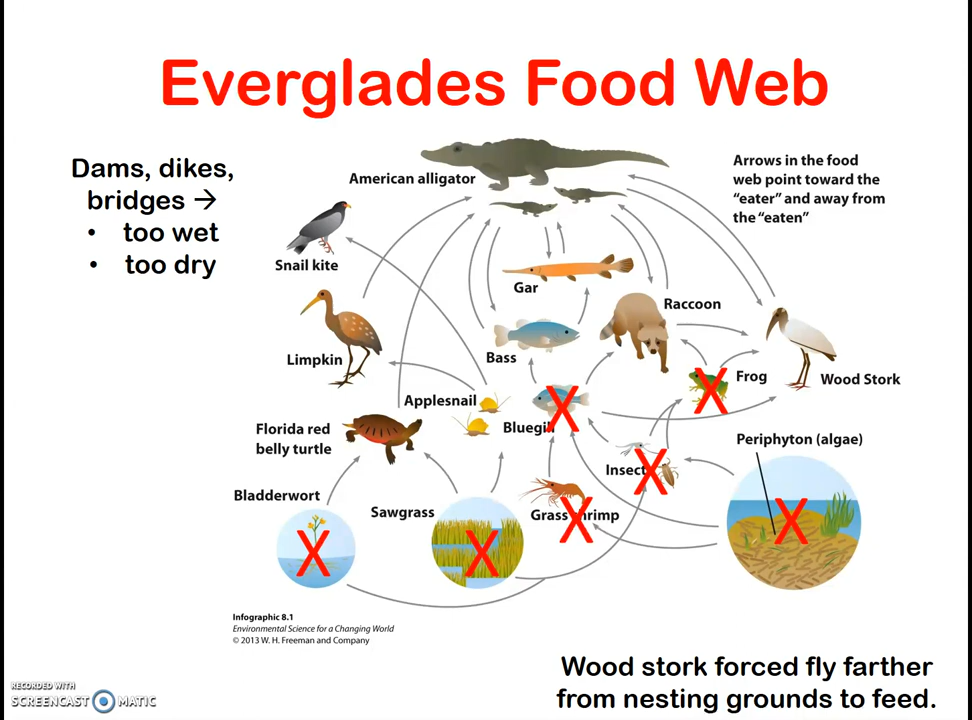 Everglades Food Web
Dams, dikes,
bridges →
• too wet
• too dry
American alligator
Arrows in the food
web point toward the
“eater” and away from
the “eaten”
Snail kite
Gar
Raccoon
Limpkin
Bass
Frog
Wood Stork
Applesnail
Bluegill
Florida red
belly turtle
Periphyton (algae)
Insect
Bladderwort
Sawgrass
Grass shrimp
Infographic 8.1
Environmental Science for a Changing World
© 2013 W. H. Freeman and Company
Wood stork forced fly farther
from nesting grounds to feed.
RECORDED WITH
SCREENCAST MATIC